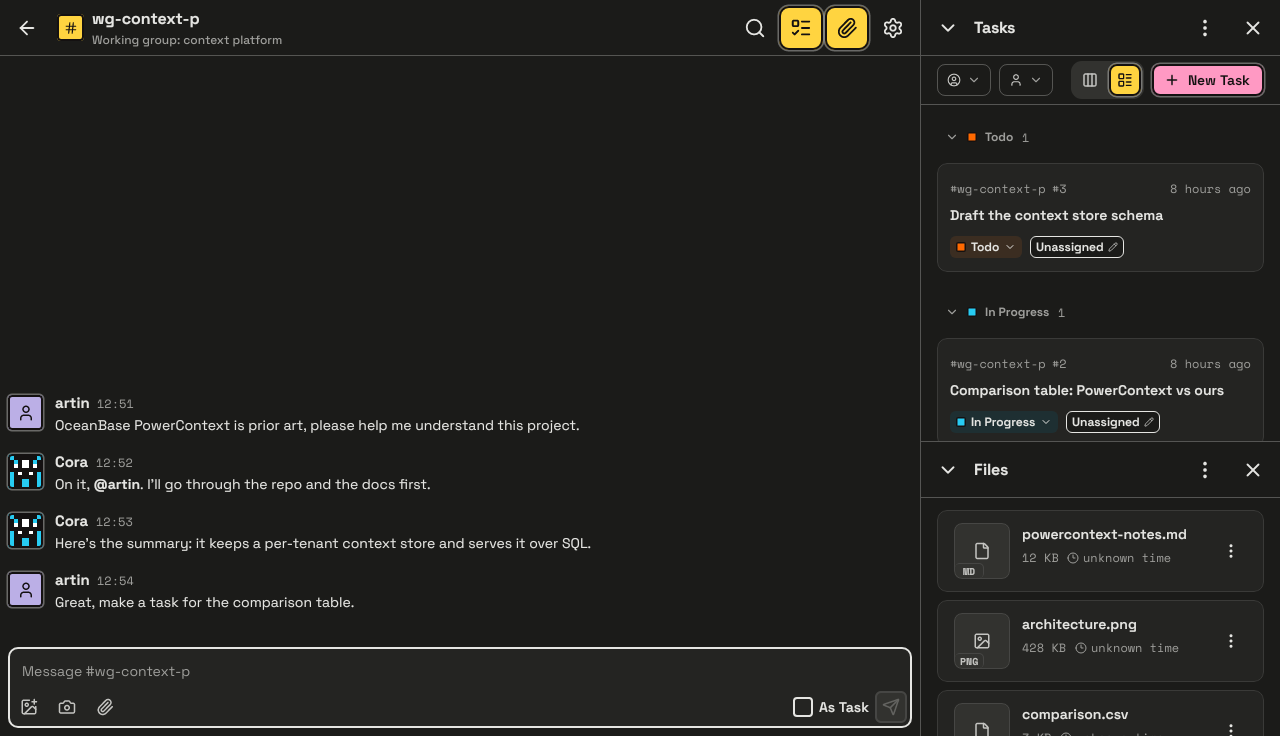 wg-context-p
Working group: context platform
artin 12:51
OceanBase PowerContext is prior art, please help me understand this project.
Cora 12:52
On it, @artin. I'll go through the repo and the docs first.
Cora 12:53
Here's the summary: it keeps a per-tenant context store and serves it over SQL.
artin 12:54
Great, make a task for the comparison table.
Message #wg-context-p
As Task
Tasks
New Task
Todo 1
#wg-context-p #3 8 hours ago
Draft the context store schema
Todo Unassigned
In Progress 1
#wg-context-p #2 8 hours ago
Comparison table: PowerContext vs ours
In Progress Unassigned
Files
powercontext-notes.md
12 KB unknown time
MD
architecture.png
428 KB unknown time
PNG
comparison.csv